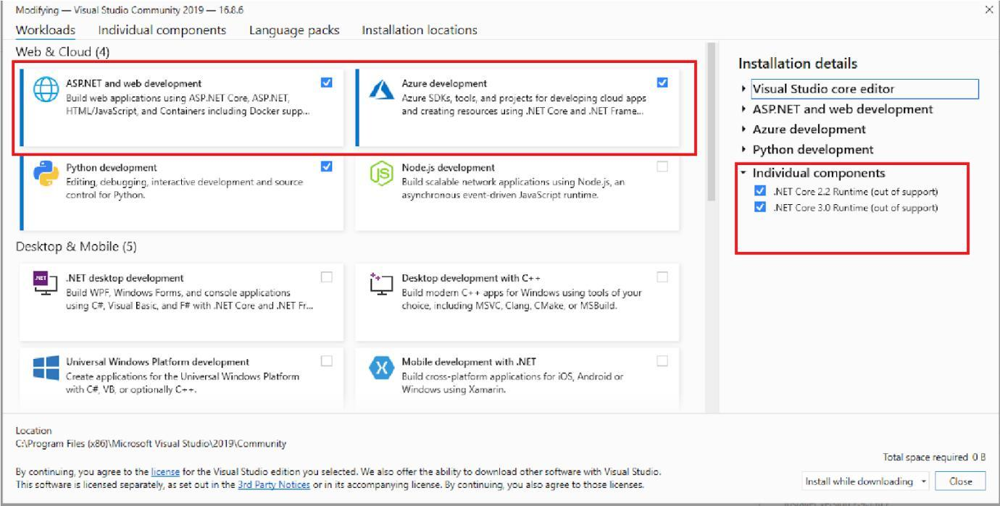 Modifying — Visual Studio Community 2019 — 16.8.6
Workloads Individual components Language packs Installation locations
Web & Cloud (4)
ASP.NET and web development
Build web applications using ASP.NET Core, ASP.NET,
HTML/JavaScript, and Containers including Docker supp...
Azure development
Azure SDKs, tools, and projects for developing cloud apps
and creating resources using .NET Core and .NET Frame...
Python development
Editing, debugging, interactive development and source
control for Python.
Node.js development
Build scalable network applications using Node.js, an
asynchronous event-driven JavaScript runtime.
Desktop & Mobile (5)
.NET
.NET desktop development
Build WPF, Windows Forms, and console applications
using C#, Visual Basic, and F# with .NET Core and .NET Fr...
Desktop development with C++
Build modern C++ apps for Windows using tools of your
choice, including MSVC, Clang, CMake, or MSBuild.
Universal Windows Platform development
Create applications for the Universal Windows Platform
with C#, VB, or optionally C++.
Mobile development with .NET
Build cross-platform applications for iOS, Android or
Windows using Xamarin.
Installation details
Visual Studio core editor
ASP.NET and web development
Azure development
Python development
Individual components
.NET Core 2.2 Runtime (out of support)
.NET Core 3.0 Runtime (out of support)
Location
C:\Program Files (x86)\Microsoft Visual Studio\2019\Community
Total space required 0 B
By continuing, you agree to the license for the Visual Studio edition you selected. We also offer the ability to download other software with Visual Studio.
This software is licensed separately, as set out in the 3rd Party Notices or in its accompanying license. By continuing, you also agree to those licenses.
Install while downloading
Close